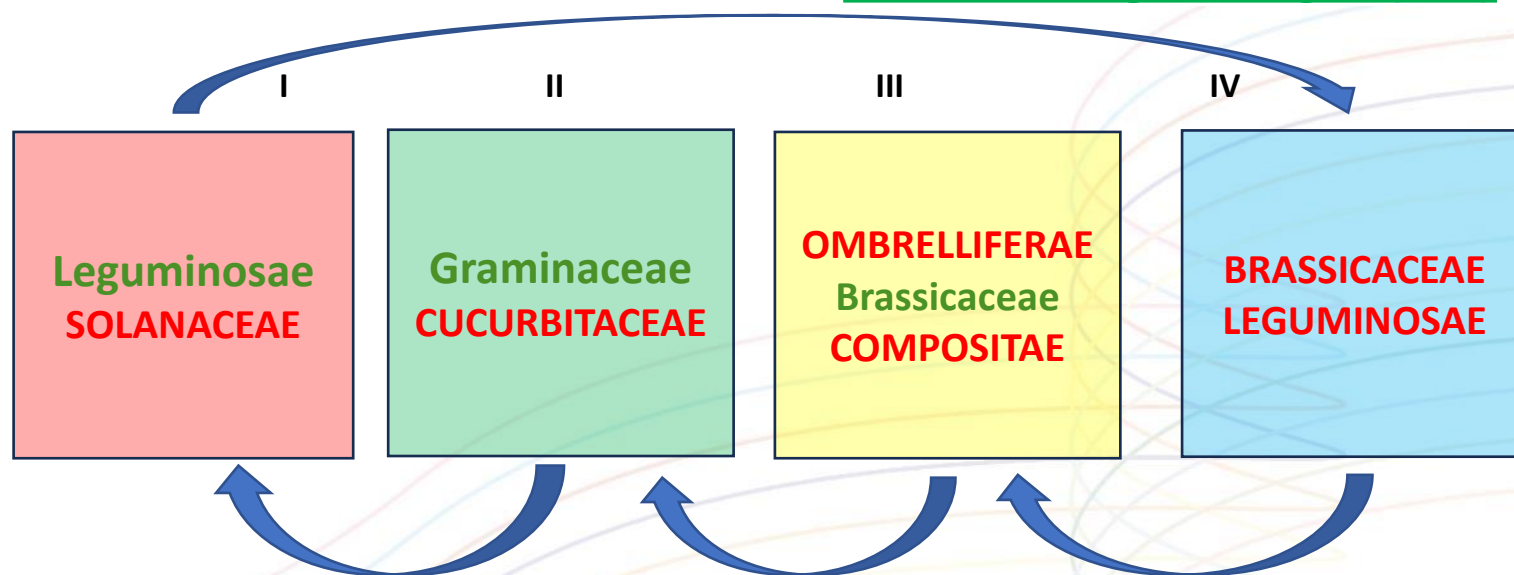 I
II
III
IV
Leguminosae
SOLANACEAE
Graminaceae
CUCURBITACEAE
OMBRELLIFERAE
Brassicaceae
COMPOSITAE
BRASSICACEAE
LEGUMINOSAE